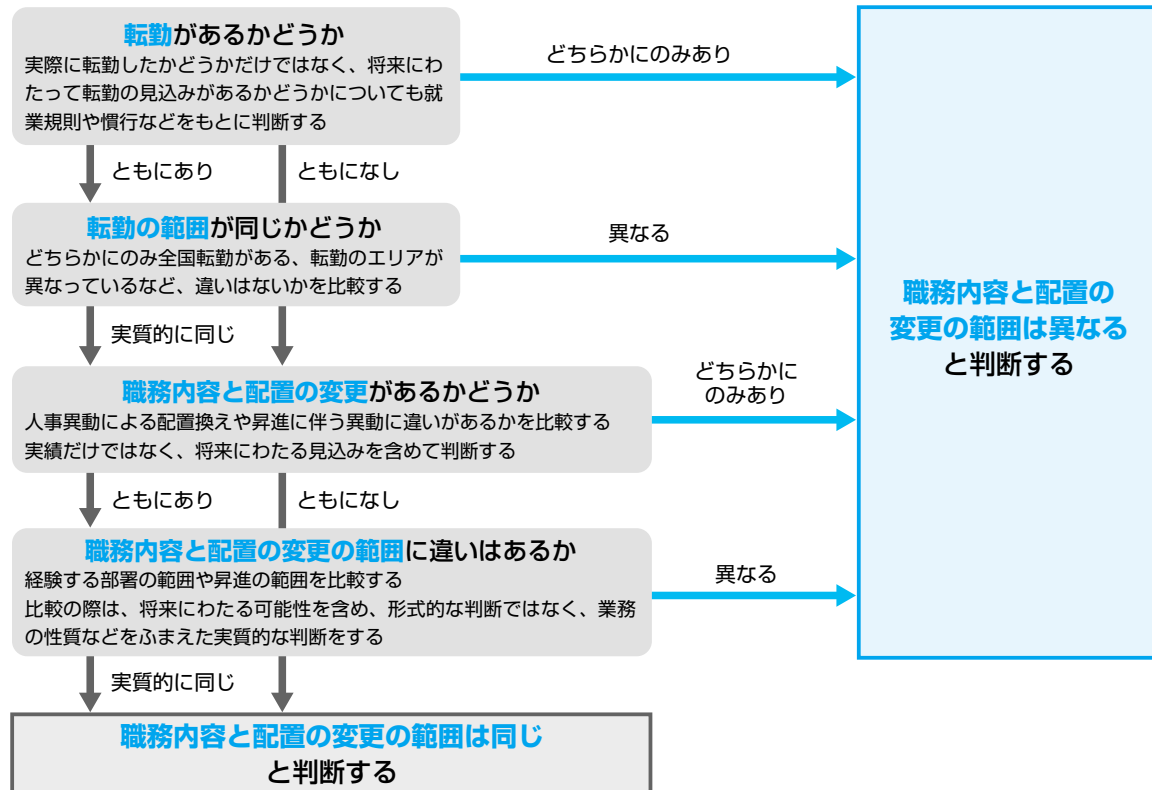 転勤があるかどうか
実際に転勤したかどうかだけではなく、将来にわ
たって転勤の見込みがあるかどうかについても就
業規則や慣行などをもとに判断する
どちらかにのみあり
ともにあり
ともになし
転勤の範囲が同じかどうか
どちらかにのみ全国転勤がある、転勤のエリアが
異なっているなど、違いはないかを比較する
異なる
実質的に同じ
職務内容と配置の変更があるかどうか
人事異動による配置換えや昇進に伴う異動に違いがあるかを比較する
実績だけではなく、将来にわたる見込みを含めて判断する
どちらかに
のみあり
ともにあり
ともになし
職務内容と配置の変更の範囲に違いはあるか
経験する部署の範囲や昇進の範囲を比較する
比較の際は、将来にわたる可能性を含め、形式的な判断ではなく、業務
の性質などをふまえた実質的な判断をする
異なる
実質的に同じ
職務内容と配置の変更の範囲は同じ
と判断する
職務内容と配置の
変更の範囲は異なる
と判断する